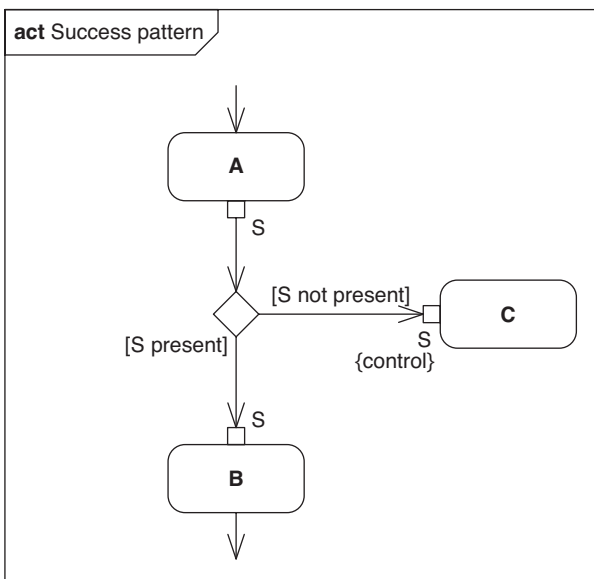 act Success pattern
A
S
[S not present]
C
S
{control}
[S present]
S
B